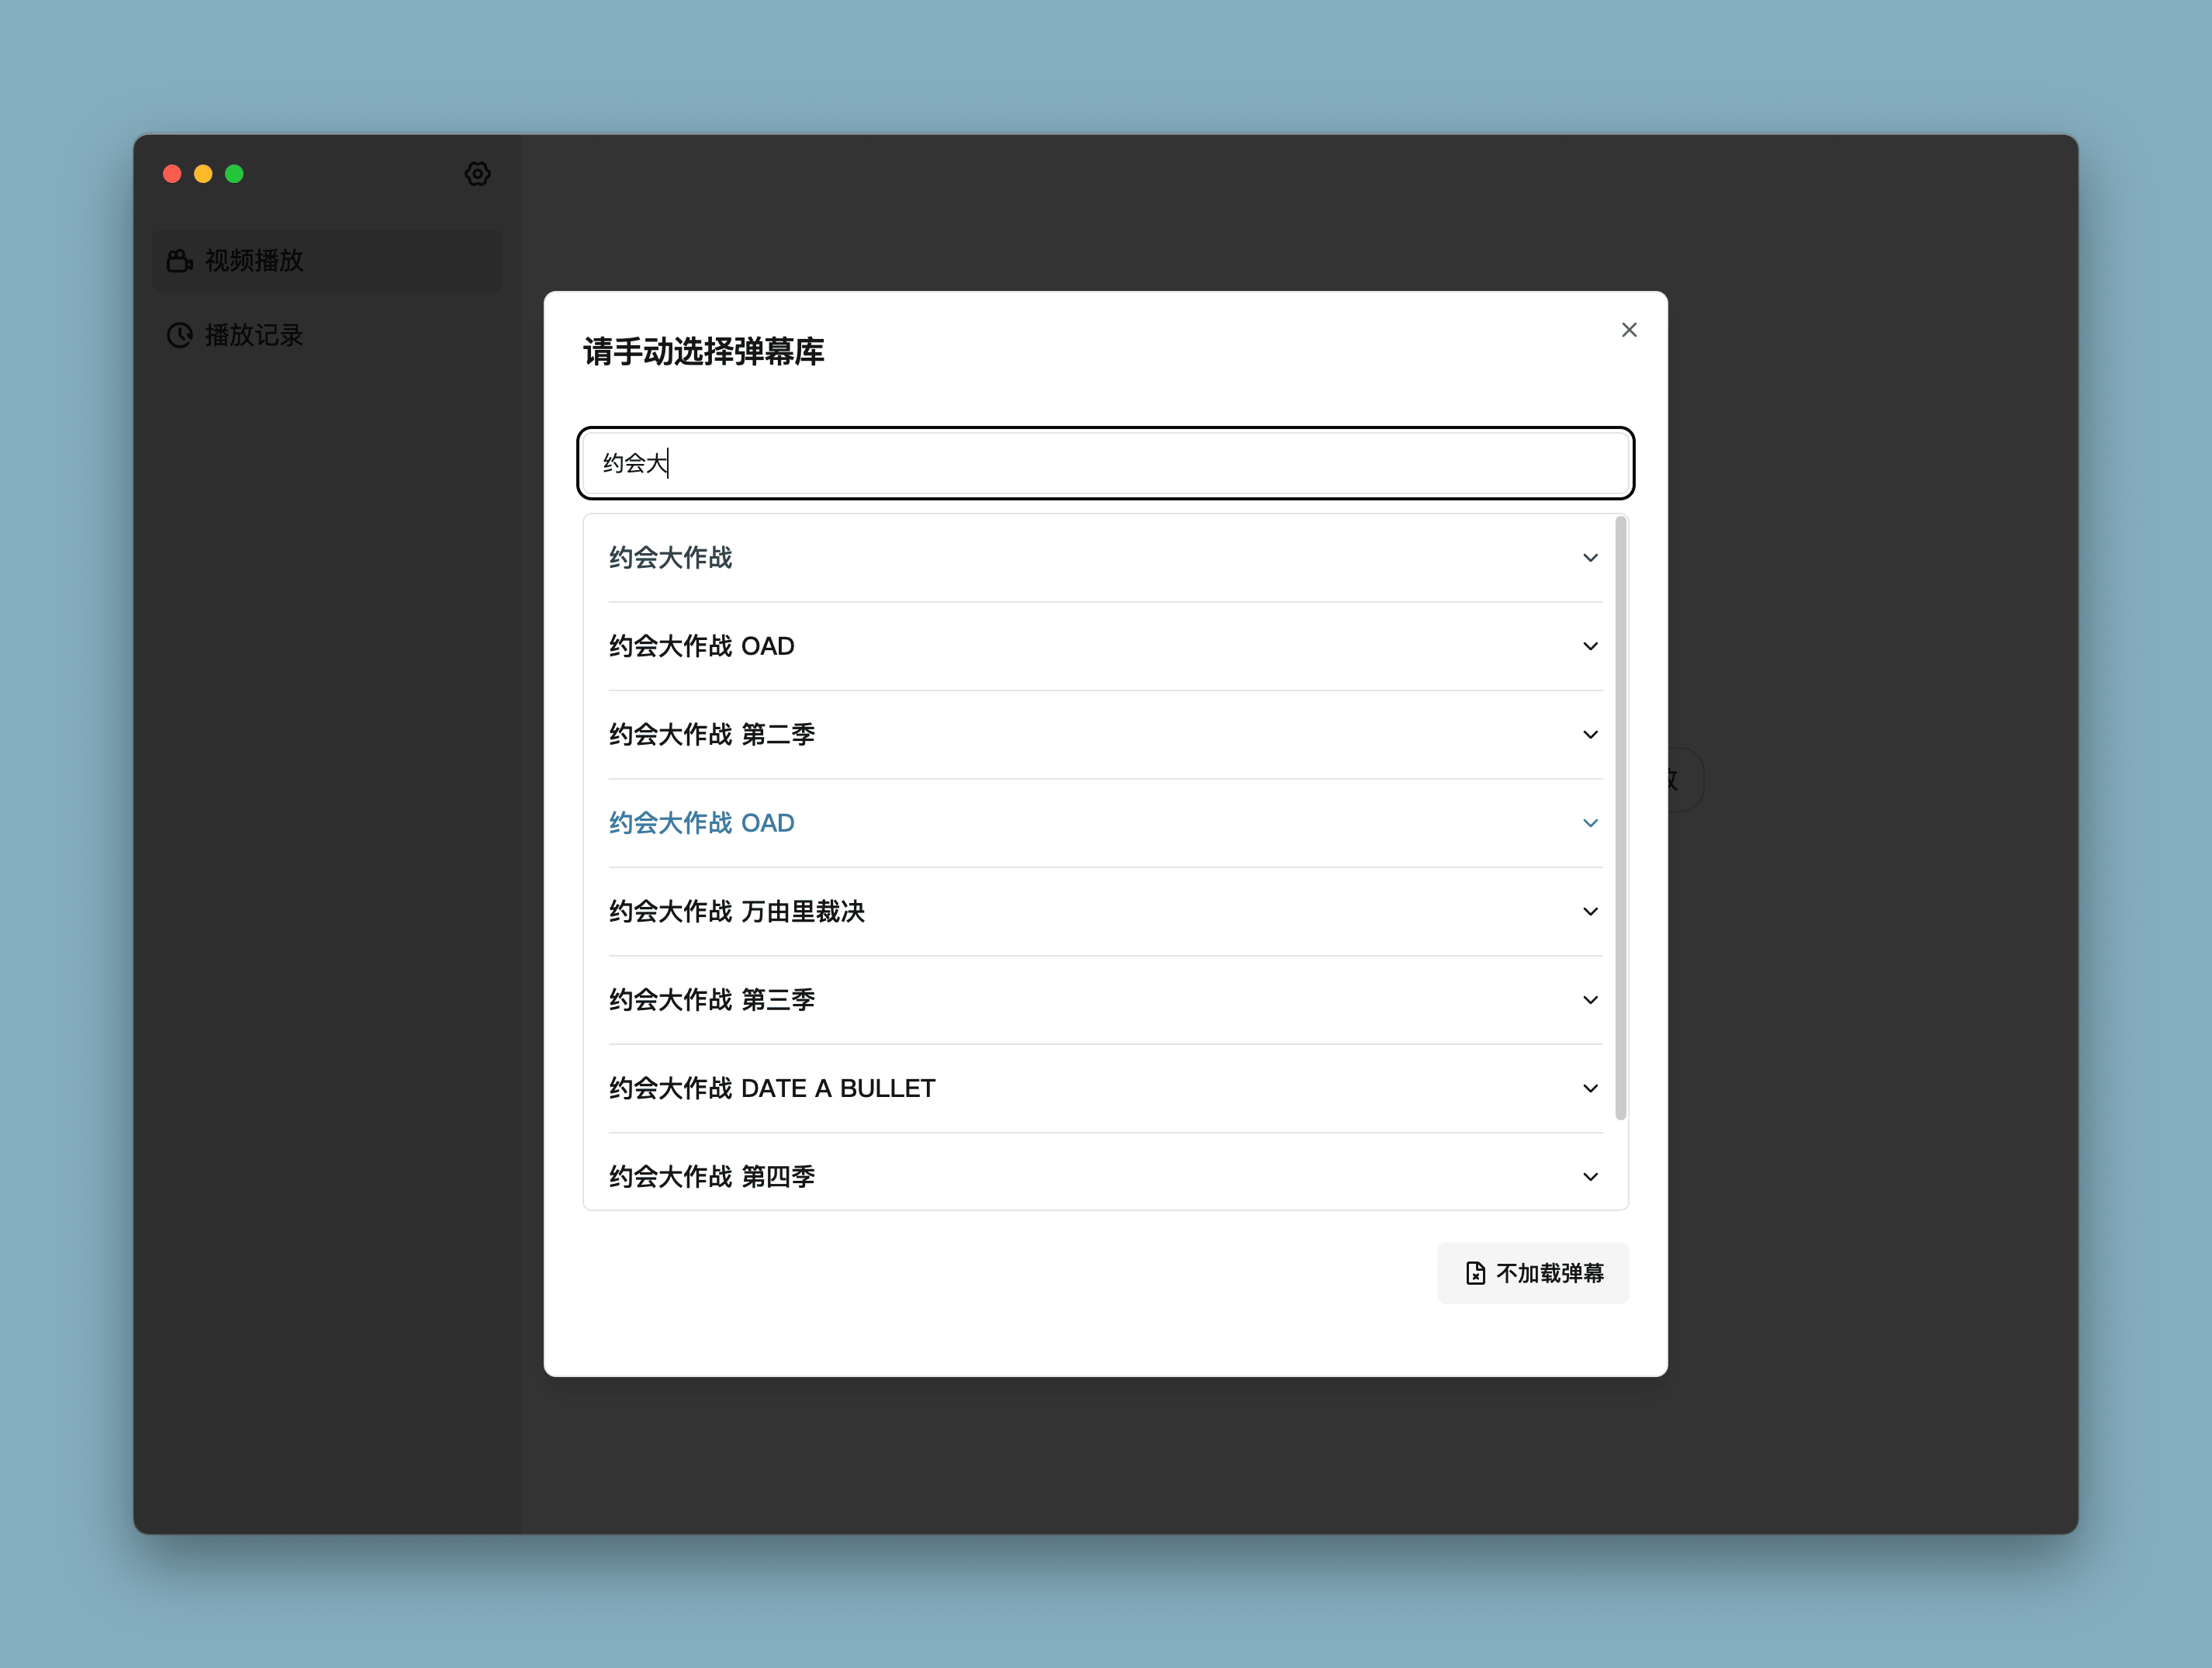 视频播放
播放记录
请手动选择弹幕库
约会大
约会大作战
约会大作战 OAD
约会大作战 第二季
约会大作战 OAD
约会大作战 万由里裁决
约会大作战 第三季
约会大作战 DATE A BULLET
约会大作战 第四季
不加载弹幕